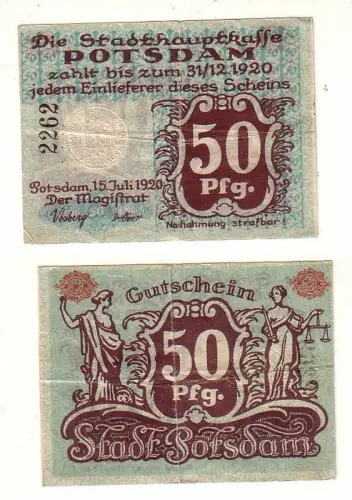 Die Stadthauptkasse
POTSDAM
zahlt bis zum 31/12.1920
jedem Einlieferer dieses Scheins
2262
50
Pfg.
Potsdam, 15. Juli 1920
Der Magistrat
Vosberg
Nachahmung strafbar!
Gutschein
50
Pfg.
Stadt Potsdam